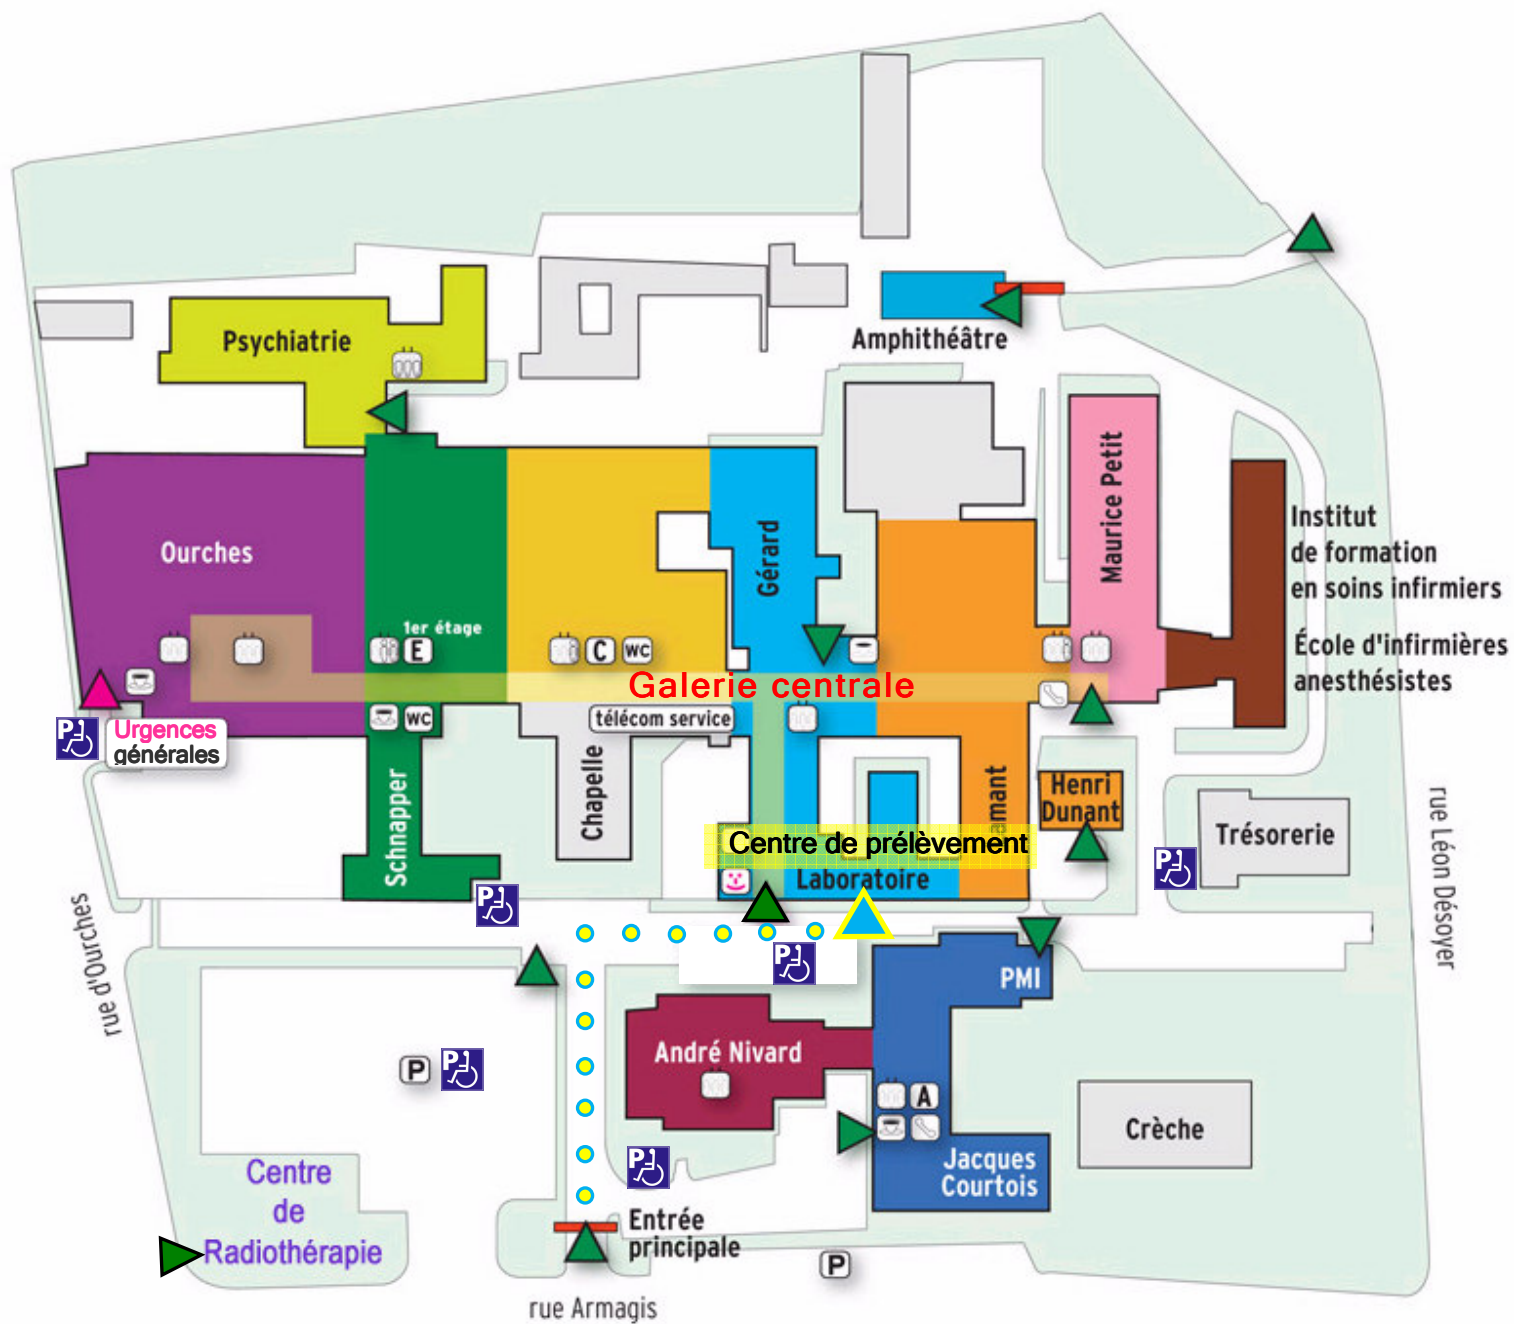 Amphithéâtre
Psychiatrie
Maurice Petit
Institut
de formation
en soins infirmiers
École d'infirmières
anesthésistes
Ourches
Gérard
1er étage
E
C
WC
Galerie centrale
télécom service
WC
P
Urgences
générales
Schnapper
Chapelle
amant
Henri
Dunant
Centre de prélèvement
Laboratoire
Trésorerie
P
P
P
rue d'Ourches
rue Léon Désoyer
PMI
André Nivard
P
P
A
Crèche
Jacques
Courtois
P
Centre
de
Radiothérapie
Entrée
principale
P
rue Armagis